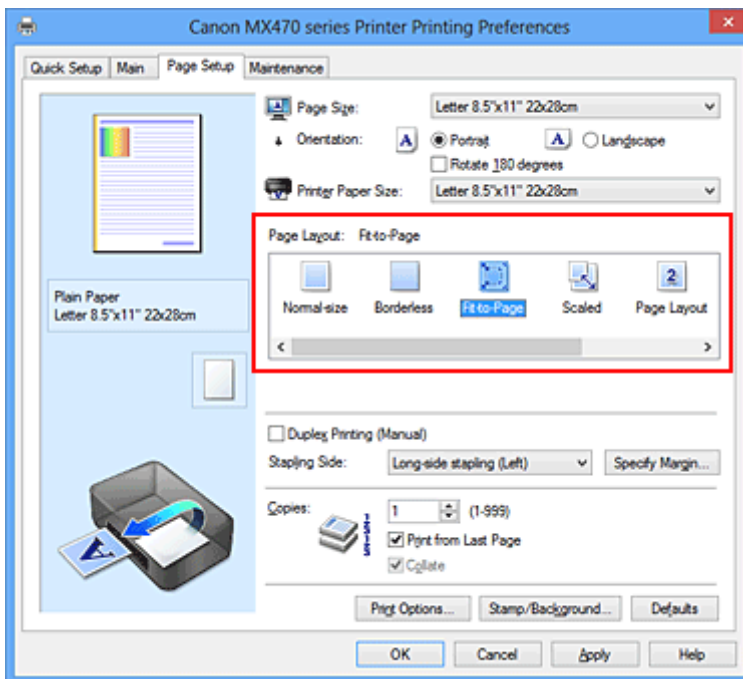 Canon MX470 series Printer Printing Preferences
Quick Setup Main Page Setup Maintenance
Page Size: Letter 8.5"x11" 22x28cm
Orientation: A Portrait A Landscape
Rotate 180 degrees
Printer Paper Size: Letter 8.5"x11" 22x28cm
Page Layout: Fit-to-Page
Normal-size Borderless Fit-to-Page Scaled 2 Page Layout
Plain Paper
Letter 8.5"x11" 22x28cm
Duplex Printing (Manual)
Stapling Side: Long-side stapling (Left) Specify Margin...
Copies: 1 (1-999)
Print from Last Page
Collate
A
Print Options... Stamp/Background... Defaults
OK Cancel Apply Help